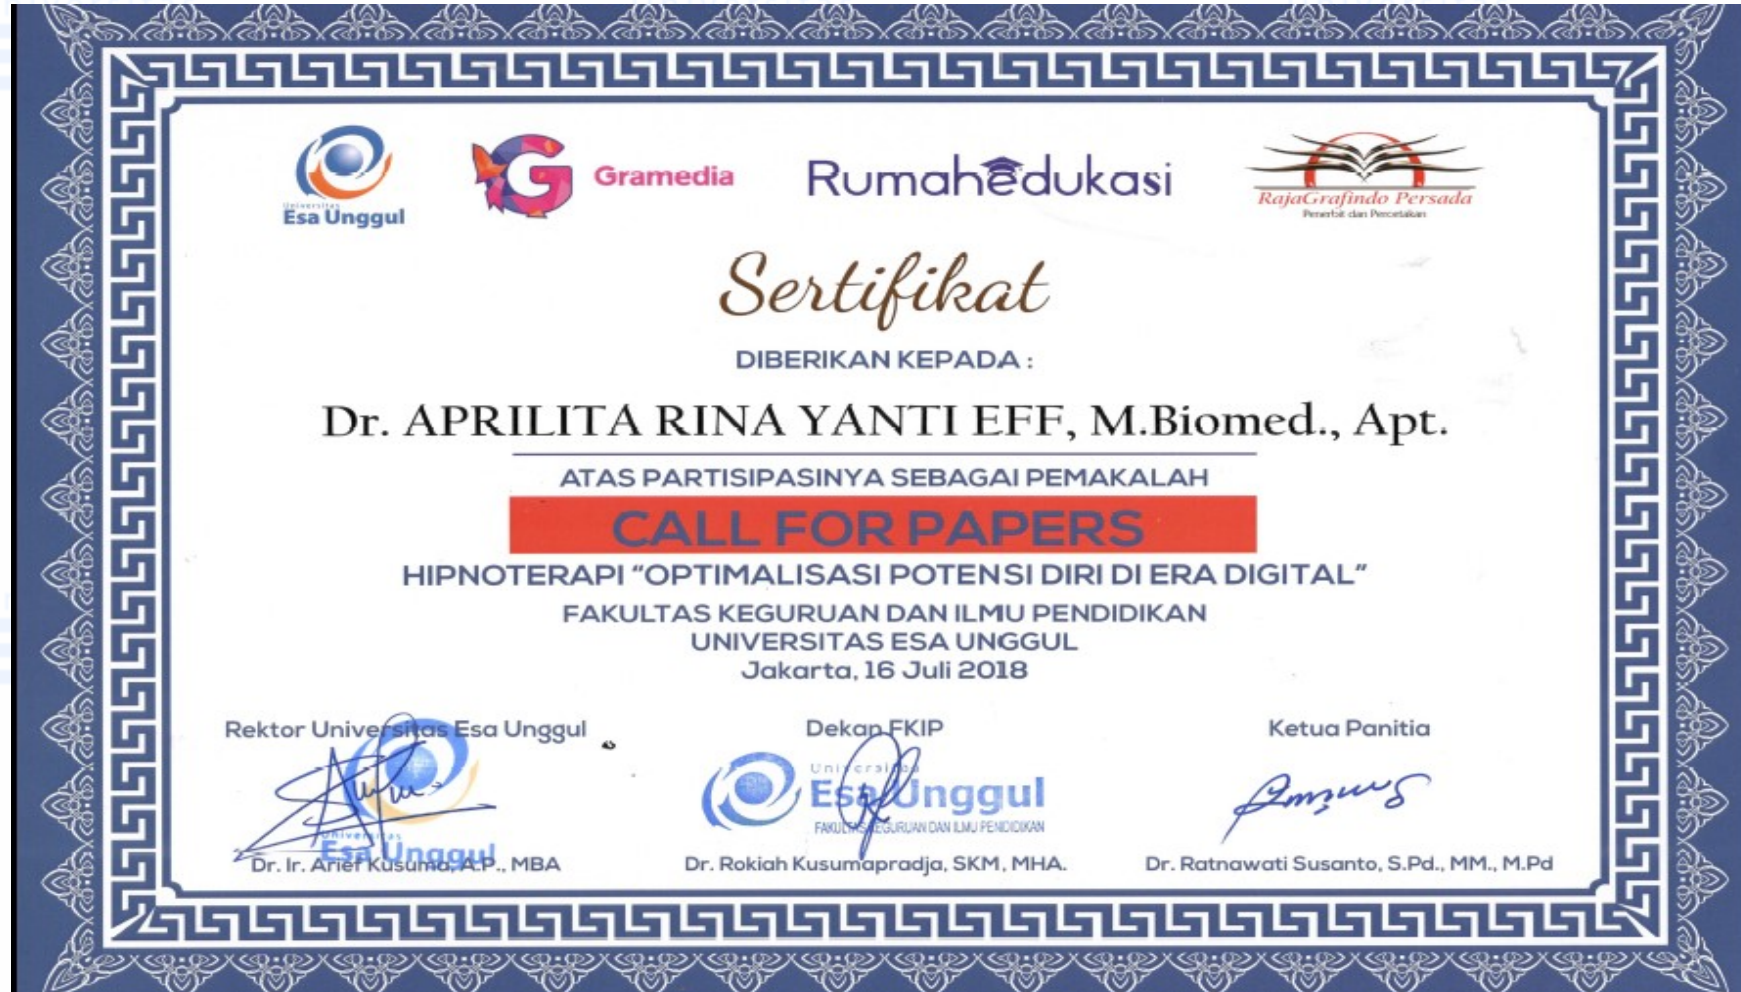 Universitas
Esa Unggul
G Gramedia
Rumahedukasi
RajaGrafindo Persada
Penerbit dan Percetakan
Sertifikat
DIBERIKAN KEPADA :
Dr. APRILITA RINA YANTI EFF, M.Biomed., Apt.
ATAS PARTISIPASINYA SEBAGAI PEMAKALAH
CALL FOR PAPERS
HIPNOTERAPI “OPTIMALISASI POTENSI DIRI DI ERA DIGITAL”
FAKULTAS KEGURUAN DAN ILMU PENDIDIKAN
UNIVERSITAS ESA UNGGUL
Jakarta, 16 Juli 2018
Rektor Universitas Esa Unggul
Dekan FKIP
Ketua Panitia
Universitas
Esa Unggul
FAKULTAS KEGURUAN DAN ILMU PENDIDIKAN
Universitas
Esa Unggul
Dr. Ir. Arief Kusuma, A.P., MBA
Dr. Rokiah Kusumapradja, SKM, MHA.
Dr. Ratnawati Susanto, S.Pd., MM., M.Pd